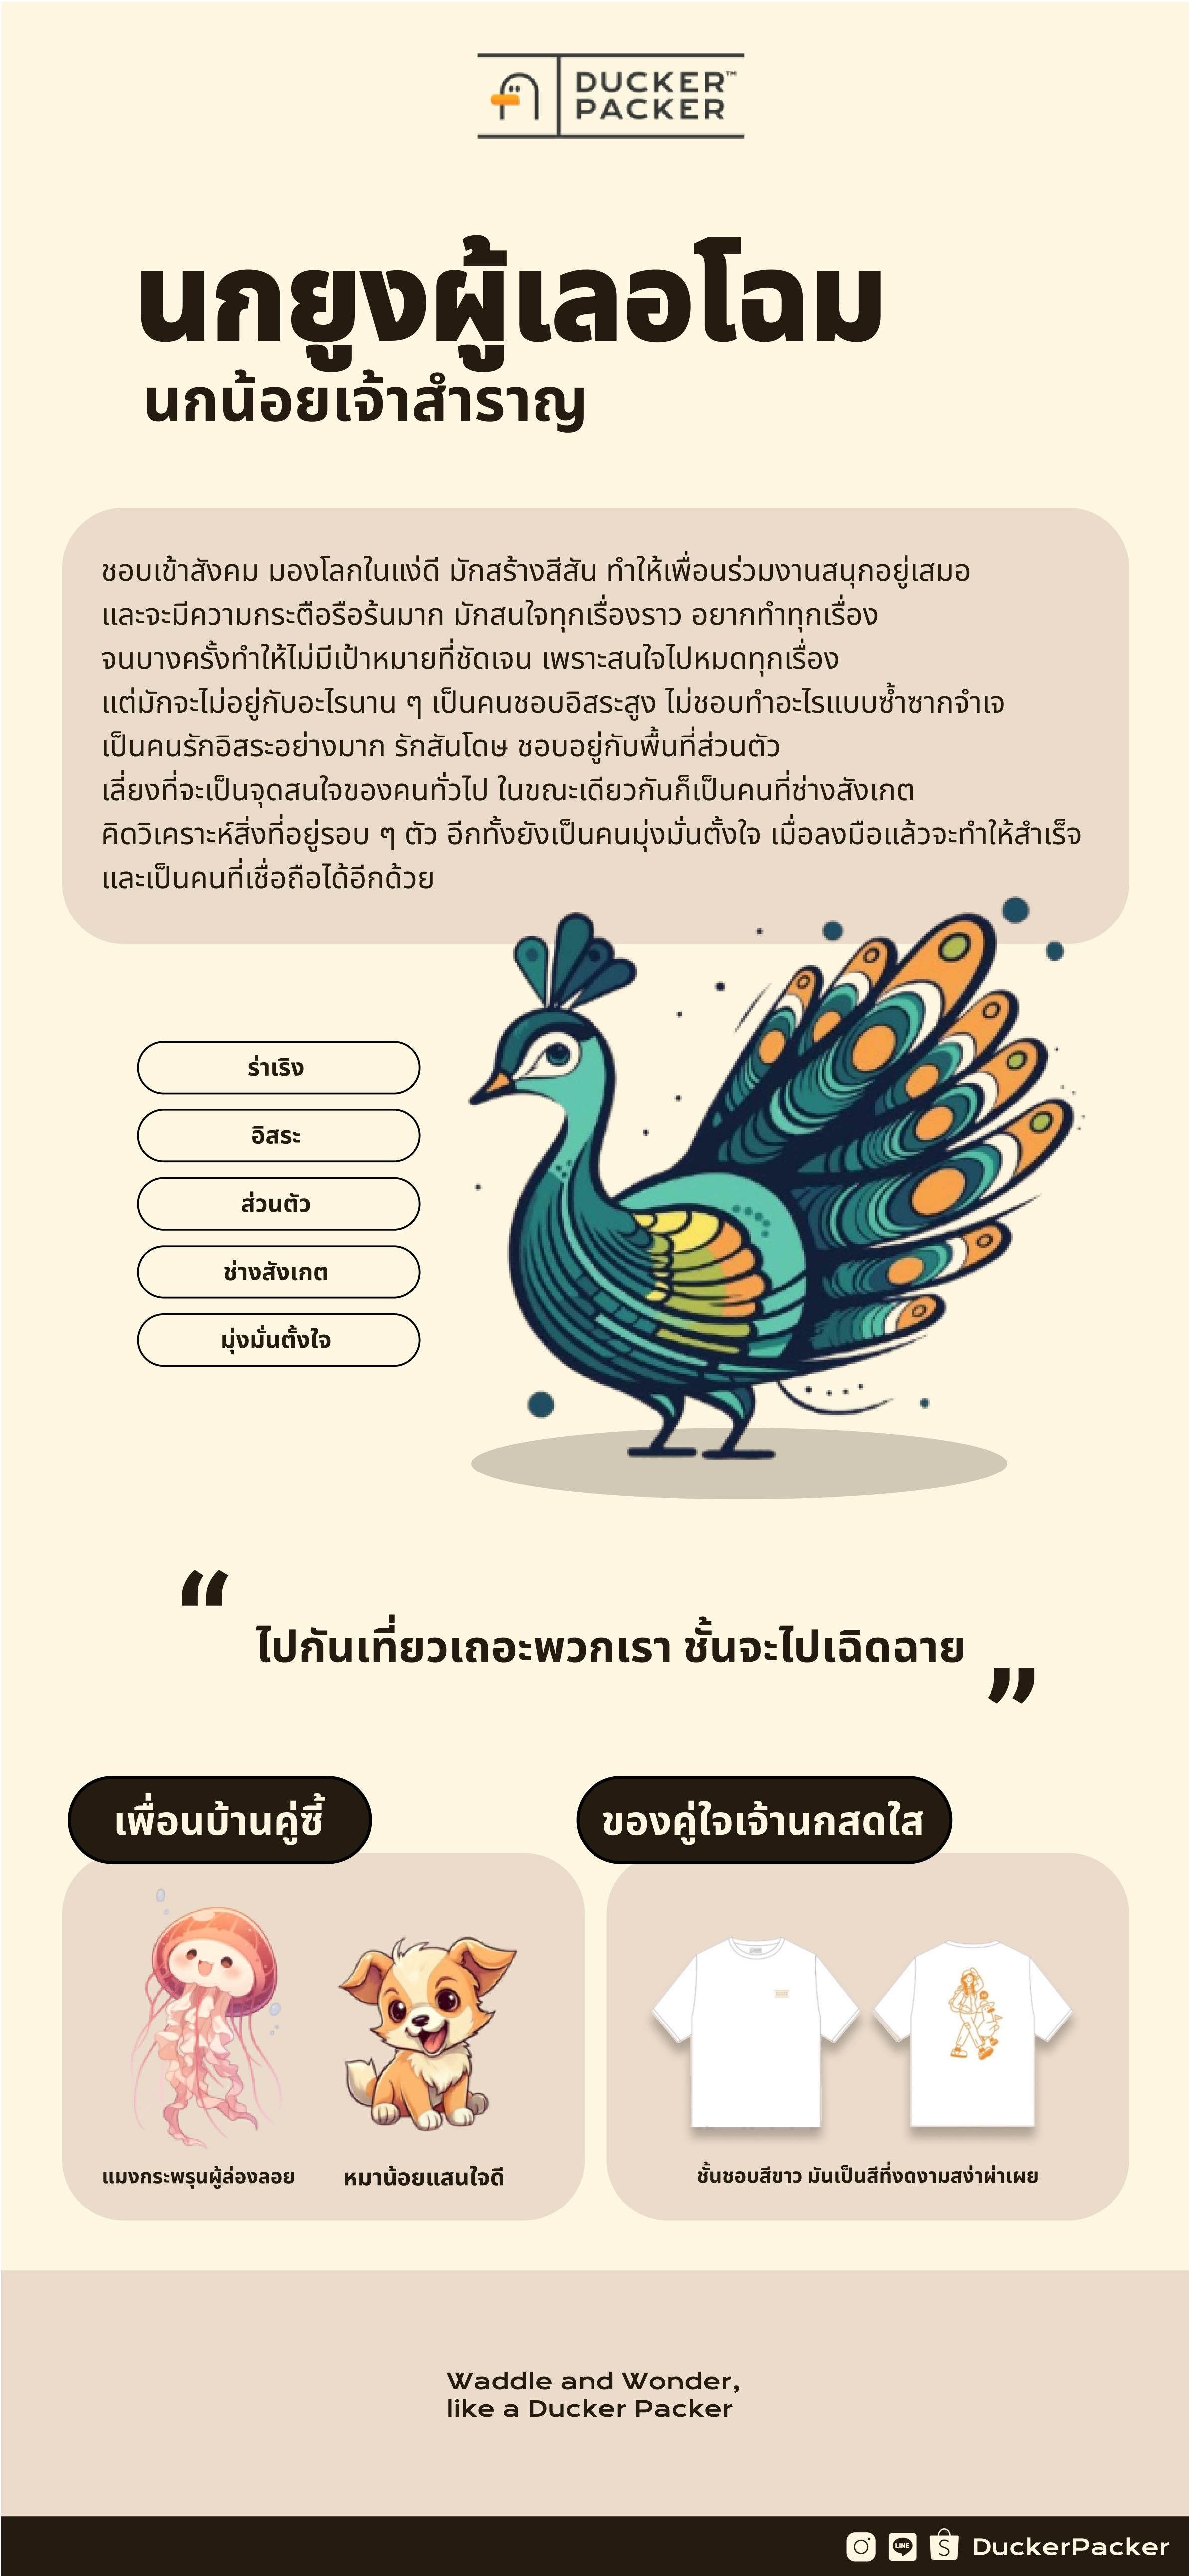 DUCKER™
PACKER
นกยูงผู้เลอโฉม
นกน้อยเจ้าสำราญ
ชอบเข้าสังคม มองโลกในแง่ดี มักสร้างสีสัน ทำให้เพื่อนร่วมงานสนุกอยู่เสมอ
และจะมีความกระตือรือร้นมาก มักสนใจทุกเรื่องราว อยากทำทุกเรื่อง
จนบางครั้งทำให้ไม่มีเป้าหมายที่ชัดเจน เพราะสนใจไปหมดทุกเรื่อง
แต่มักจะไม่อยู่กับอะไรนาน ๆ เป็นคนชอบอิสระสูง ไม่ชอบทำอะไรแบบซ้ำซากจำเจ
เป็นคนรักอิสระอย่างมาก รักสันโดษ ชอบอยู่กับพื้นที่ส่วนตัว
เลี่ยงที่จะเป็นจุดสนใจของคนทั่วไป ในขณะเดียวกันก็เป็นคนที่ช่างสังเกต
คิดวิเคราะห์สิ่งที่อยู่รอบ ๆ ตัว อีกทั้งยังเป็นคนมุ่งมั่นตั้งใจ เมื่อลงมือแล้วจะทำให้สำเร็จ
และเป็นคนที่เชื่อถือได้อีกด้วย
ร่าเริง
อิสระ
ส่วนตัว
ช่างสังเกต
มุ่งมั่นตั้งใจ
“ไปกันเที่ยวเถอะพวกเรา ชั้นจะไปเฉิดฉาย”
เพื่อนบ้านคู่ซี้
ของคู่ใจเจ้านกสดใส
แมงกระพรุนผู้ล่องลอย
หมาน้อยแสนใจดี
ชั้นชอบสีขาว มันเป็นสีที่งดงามสง่าผ่าเผย
Waddle and Wonder,
like a Ducker Packer
LINE
DuckerPacker